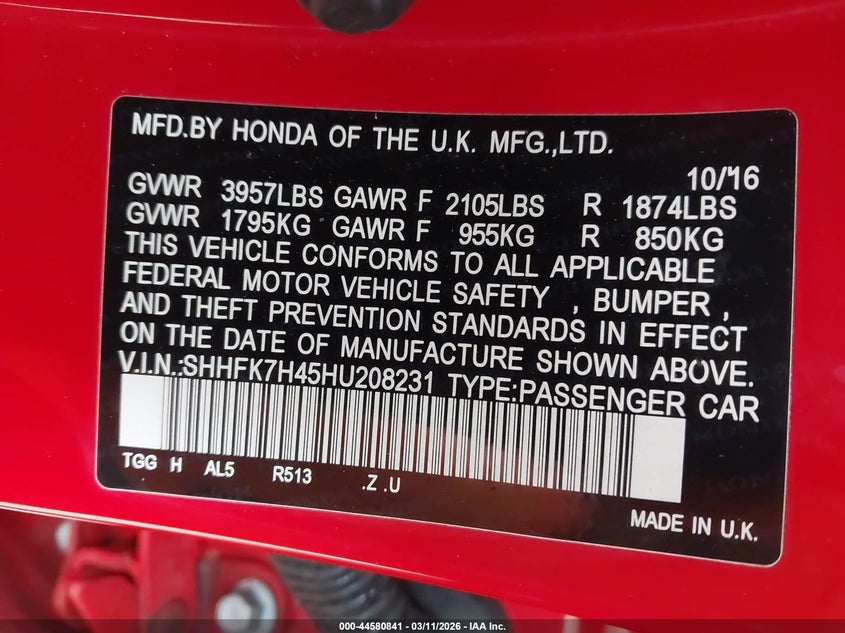 MFD.BY HONDA OF THE U.K. MFG.,LTD.
10/'16
GVWR 3957LBS GAWR F 2105LBS R 1874LBS
GVWR 1795KG GAWR F 955KG R 850KG
THIS VEHICLE CONFORMS TO ALL APPLICABLE
FEDERAL MOTOR VEHICLE SAFETY , BUMPER ,
AND THEFT PREVENTION STANDARDS IN EFFECT
ON THE DATE OF MANUFACTURE SHOWN ABOVE.
V.I.N.:SHHFK7H45HU208231 TYPE:PASSENGER CAR
TGG H AL5 R513 .Z .U
MADE IN U.K.
000-44580841 - 03/11/2026 - IAA Inc.